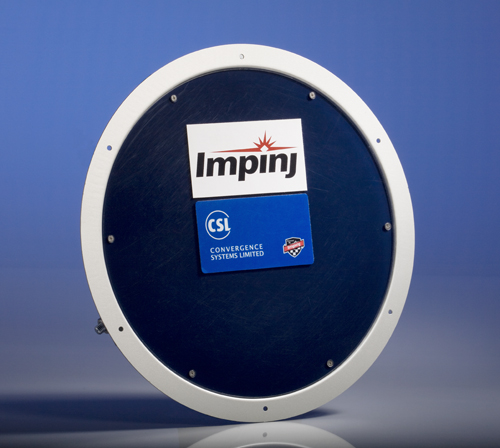 Impinj
CSL
CONVERGENCE
SYSTEMS LIMITED